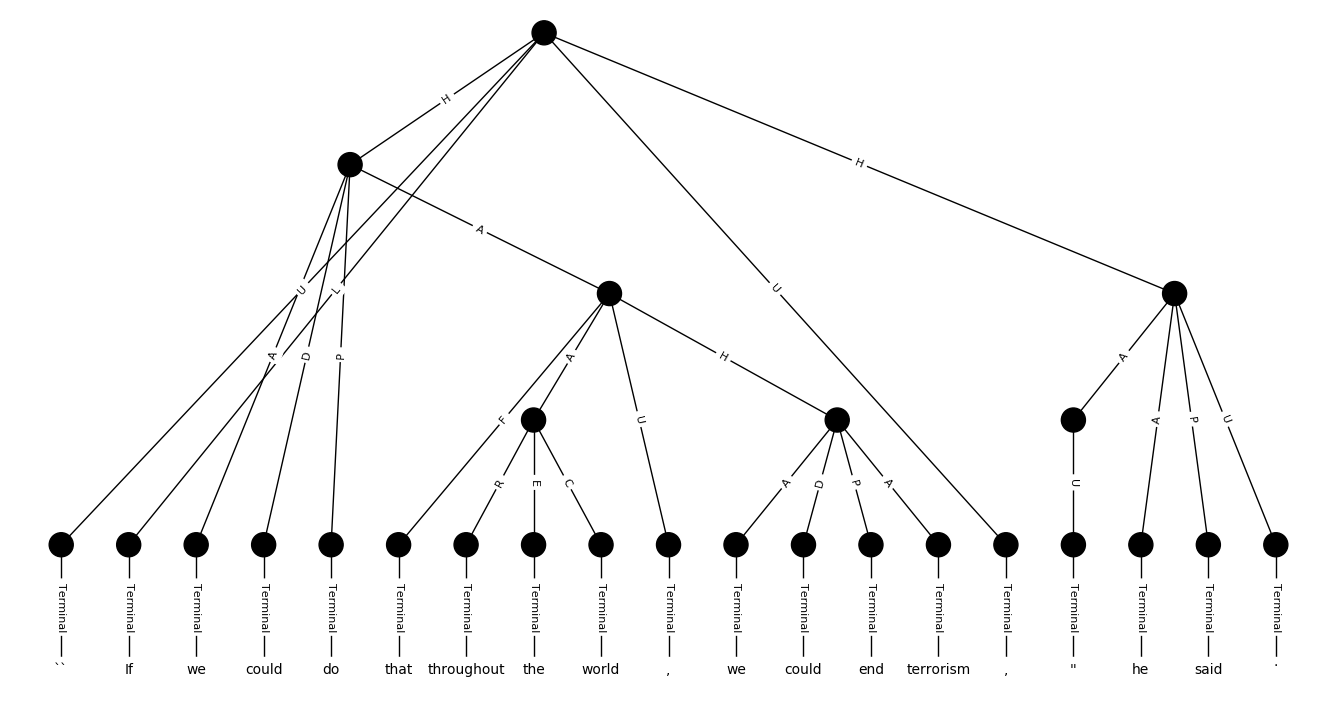 H
H
A
U
L
U
A
D
P
A
H
F
A
U
A
P
U
R
E
C
A
D
P
A
U
Terminal Terminal Terminal Terminal Terminal Terminal Terminal Terminal Terminal Terminal Terminal Terminal Terminal Terminal Terminal Terminal Terminal Terminal Terminal
`` If we could do that throughout the world , we could end terrorism , " he said .